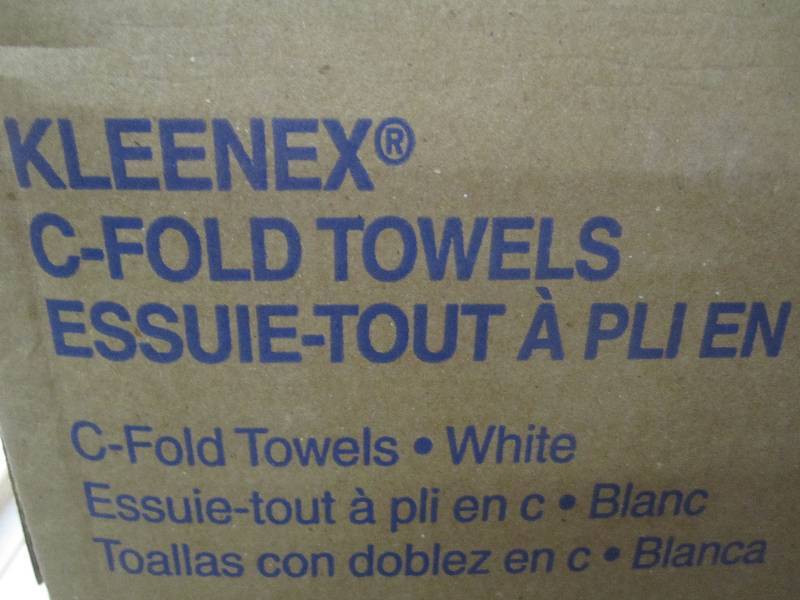 KLEENEX®
C-FOLD TOWELS
ESSUIE-TOUT À PLI EN
C-Fold Towels • White
Essuie-tout à pli en c • Blanc
Toallas con doblez en c • Blanca